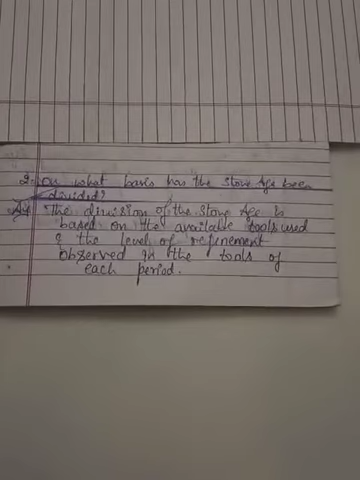 2. On what basis has the Stone Age been
divided?
A. The division of the Stone Age is
based on the available tools used
& the level of refinement
observed in the tools of
each period.